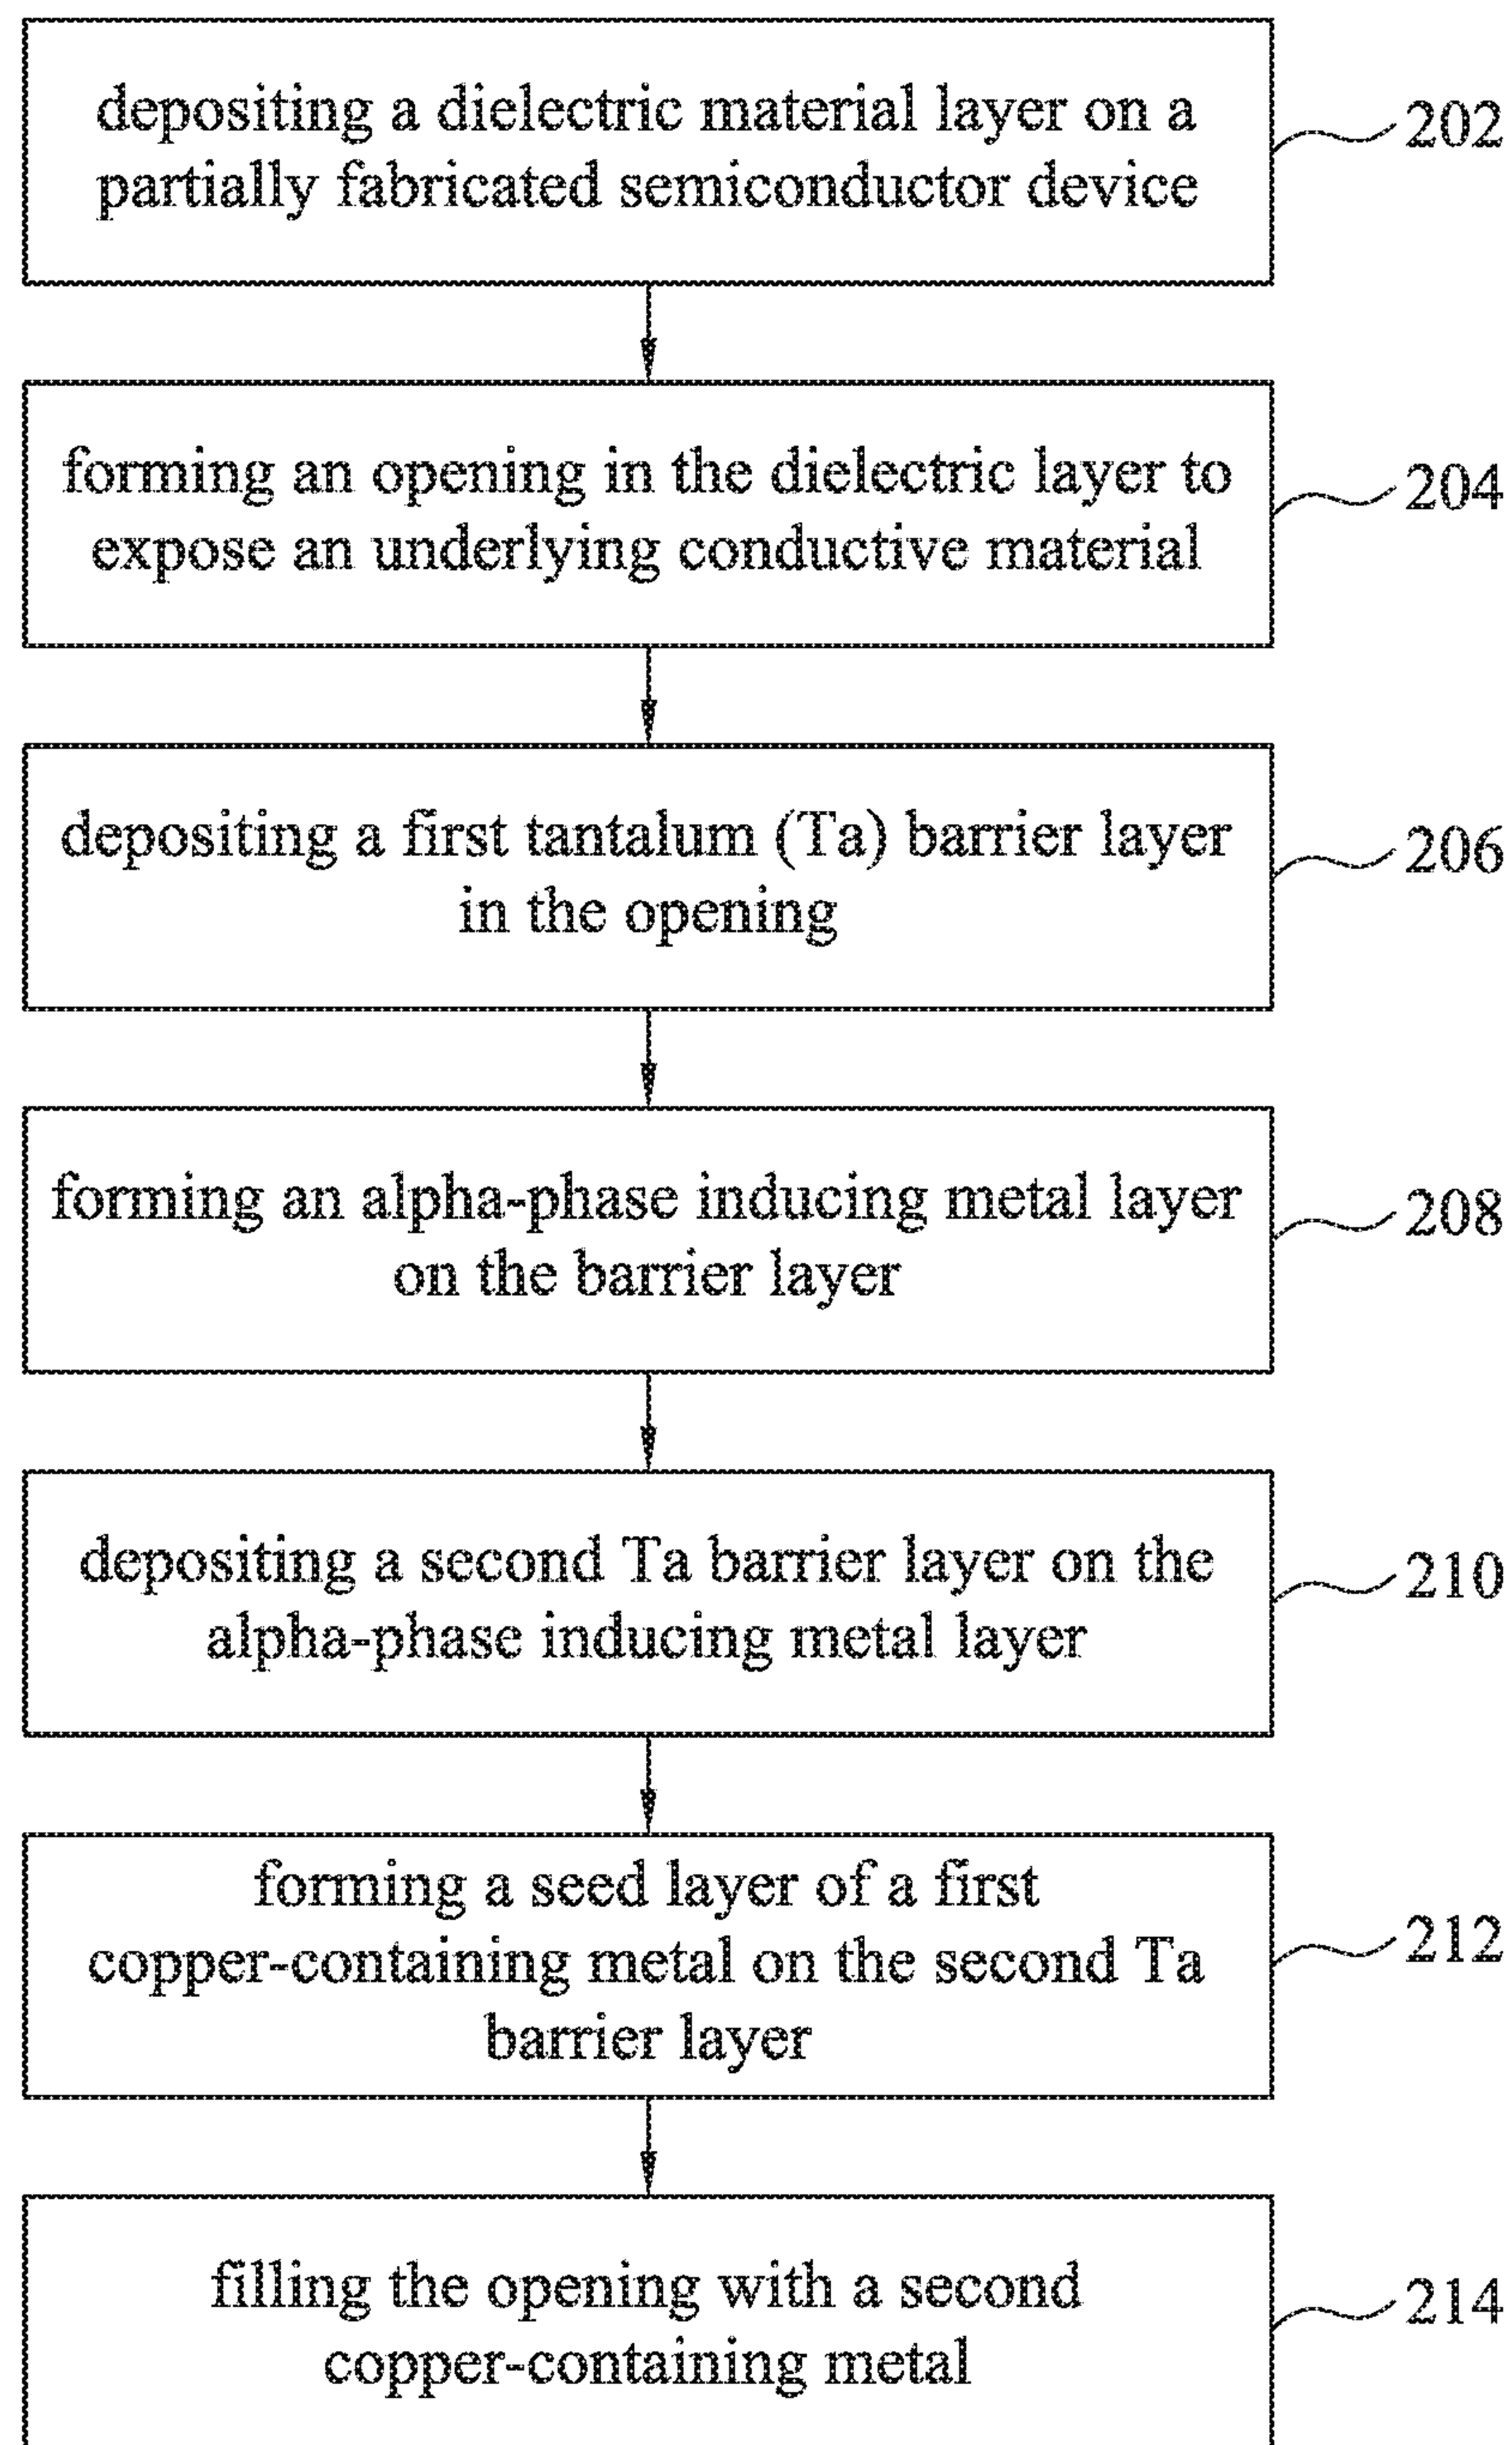 depositing a dielectric material layer on a
partially fabricated semiconductor device
202
forming an opening in the dielectric layer to
expose an underlying conductive material
204
depositing a first tantalum (Ta) barrier layer
in the opening
206
forming an alpha-phase inducing metal layer
on the barrier layer
208
depositing a second Ta barrier layer on the
alpha-phase inducing metal layer
210
forming a seed layer of a first
copper-containing metal on the second Ta
barrier layer
212
filling the opening with a second
copper-containing metal
214